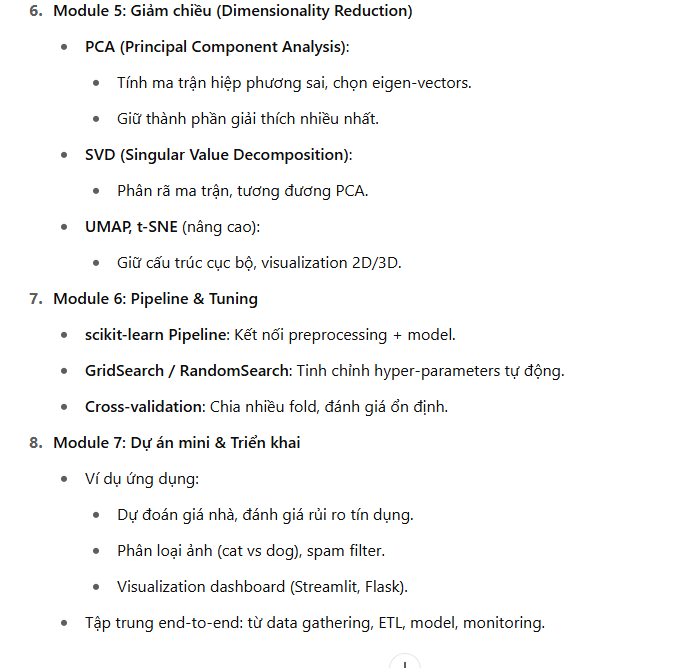 6. Module 5: Giảm chiều (Dimensionality Reduction)
• PCA (Principal Component Analysis):
• Tính ma trận hiệp phương sai, chọn eigen-vectors.
• Giữ thành phần giải thích nhiều nhất.
• SVD (Singular Value Decomposition):
• Phân rã ma trận, tương đương PCA.
• UMAP, t-SNE (nâng cao):
• Giữ cấu trúc cục bộ, visualization 2D/3D.
7. Module 6: Pipeline & Tuning
• scikit-learn Pipeline: Kết nối preprocessing + model.
• GridSearch / RandomSearch: Tinh chỉnh hyper-parameters tự động.
• Cross-validation: Chia nhiều fold, đánh giá ổn định.
8. Module 7: Dự án mini & Triển khai
• Ví dụ ứng dụng:
• Dự đoán giá nhà, đánh giá rủi ro tín dụng.
• Phân loại ảnh (cat vs dog), spam filter.
• Visualization dashboard (Streamlit, Flask).
• Tập trung end-to-end: từ data gathering, ETL, model, monitoring.